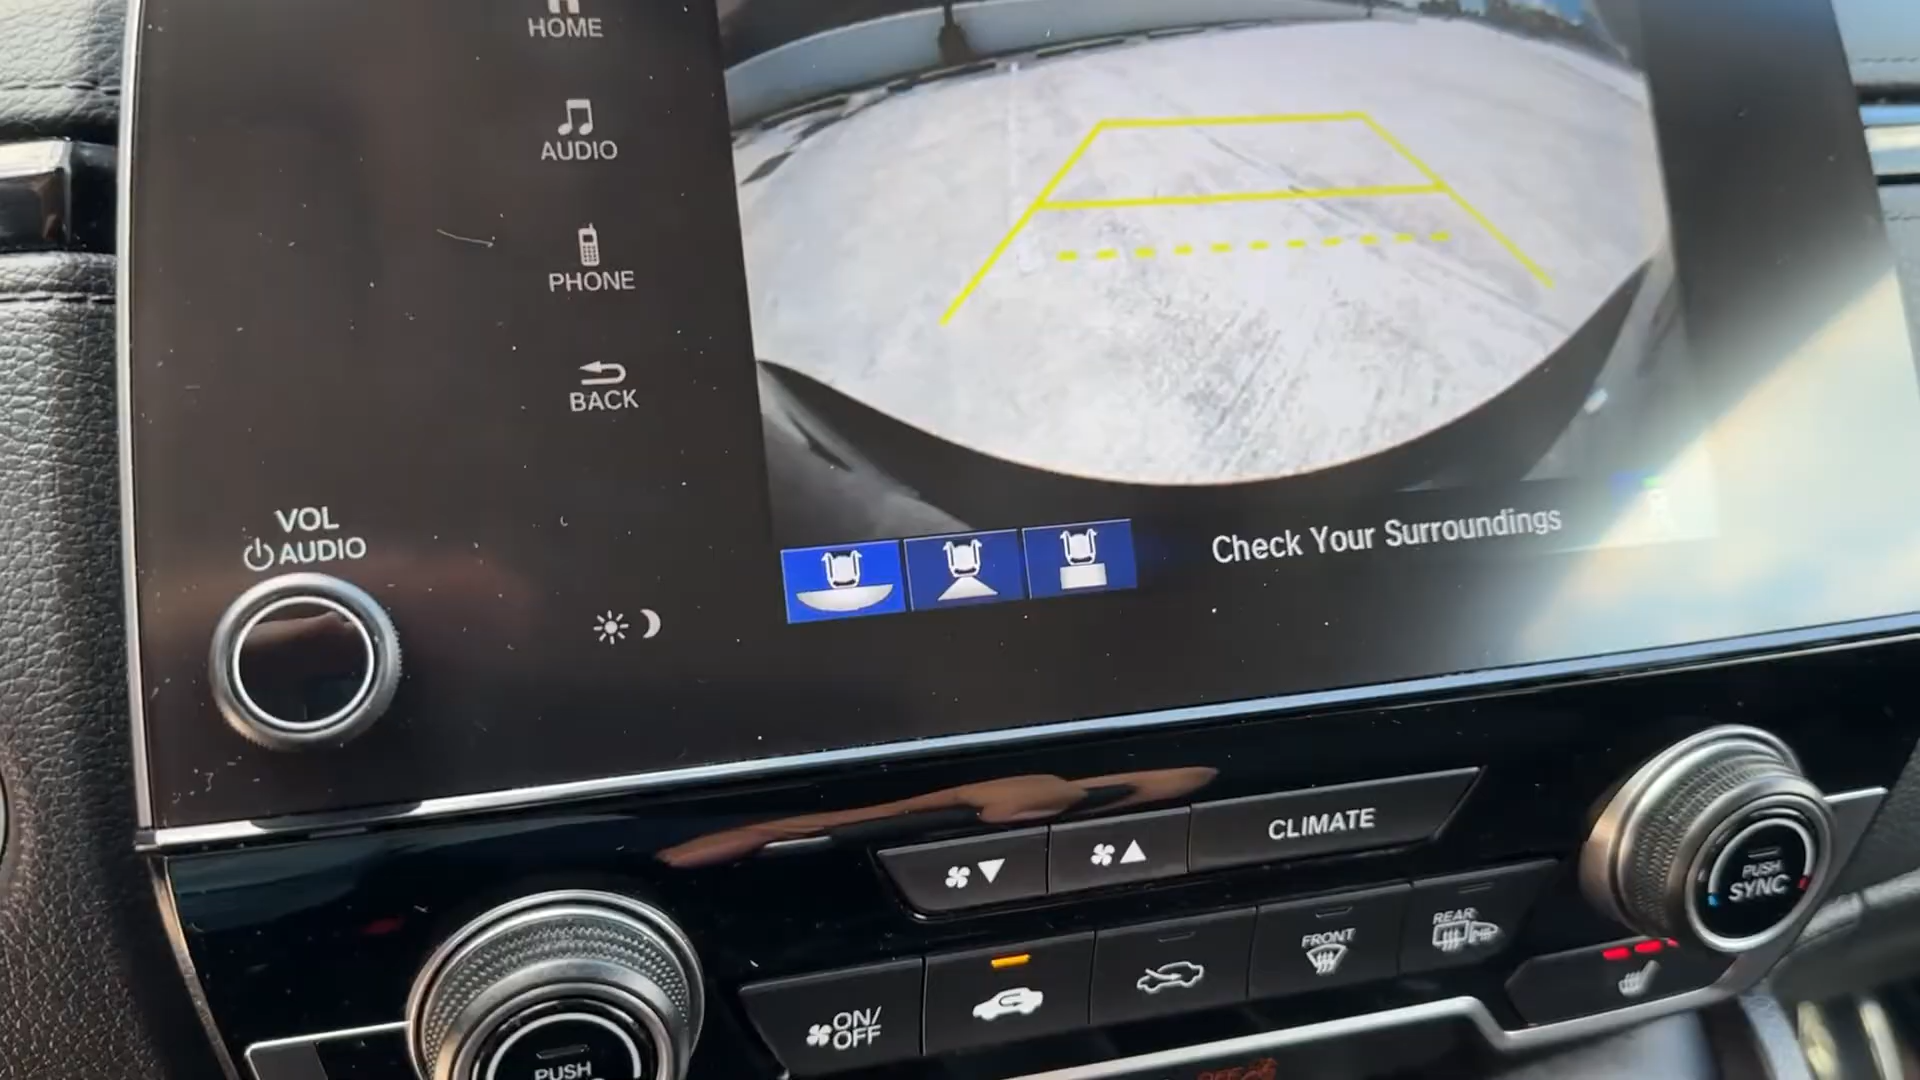 HOME
AUDIO
PHONE
BACK
VOL
AUDIO
Check Your Surroundings
CLIMATE
PUSH
SYNC
REAR
FRONT
ON/
OFF
PUSH